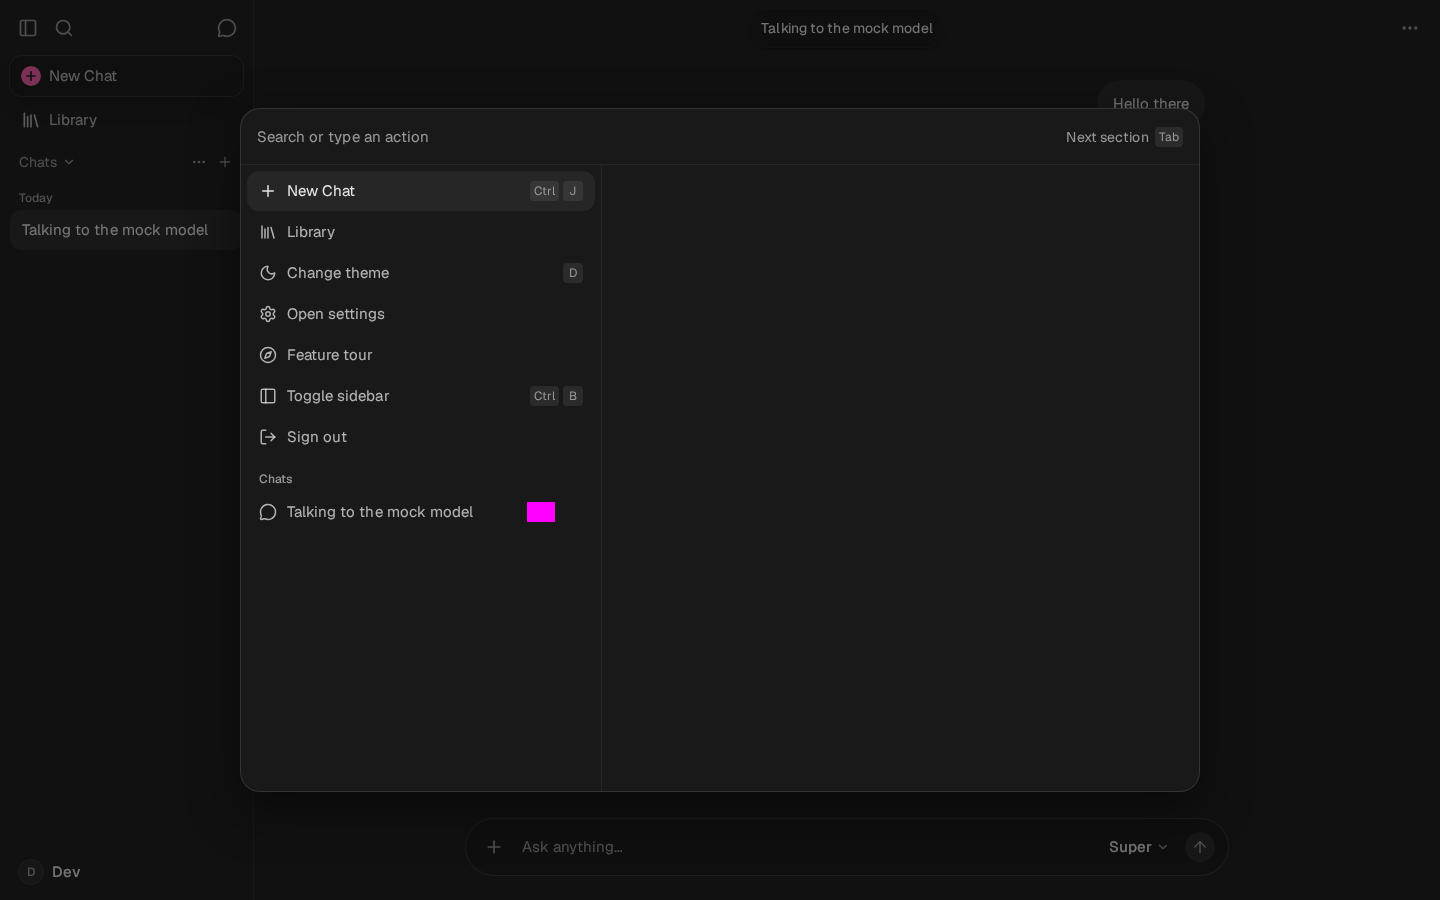 Talking to the mock model
New Chat
Hello there
Library
Search or type an action
Next section Tab
Chats
Today
Talking to the mock model
New Chat Ctrl J
Library
Change theme D
Open settings
Feature tour
Toggle sidebar Ctrl B
Sign out
Chats
Talking to the mock model
Ask anything...
Super
D Dev